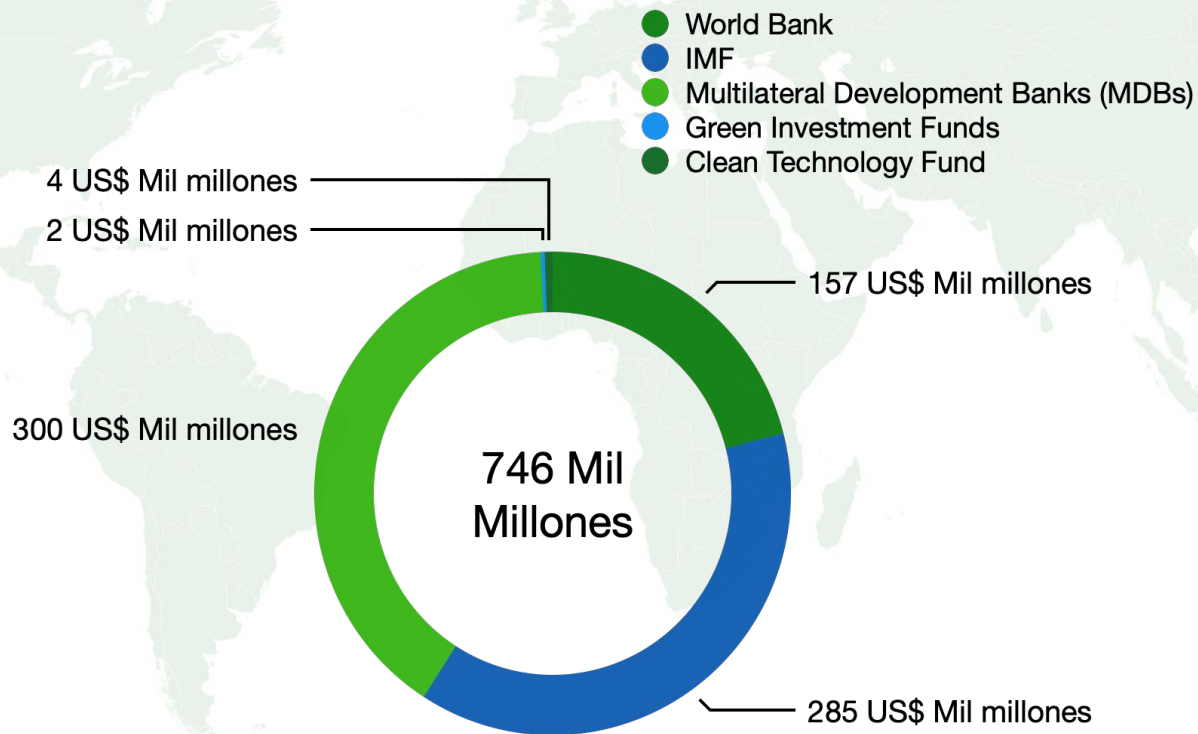 World Bank
IMF
Multilateral Development Banks (MDBs)
Green Investment Funds
Clean Technology Fund
4 US$ Mil millones
2 US$ Mil millones
157 US$ Mil millones
300 US$ Mil millones
746 Mil
Millones
285 US$ Mil millones